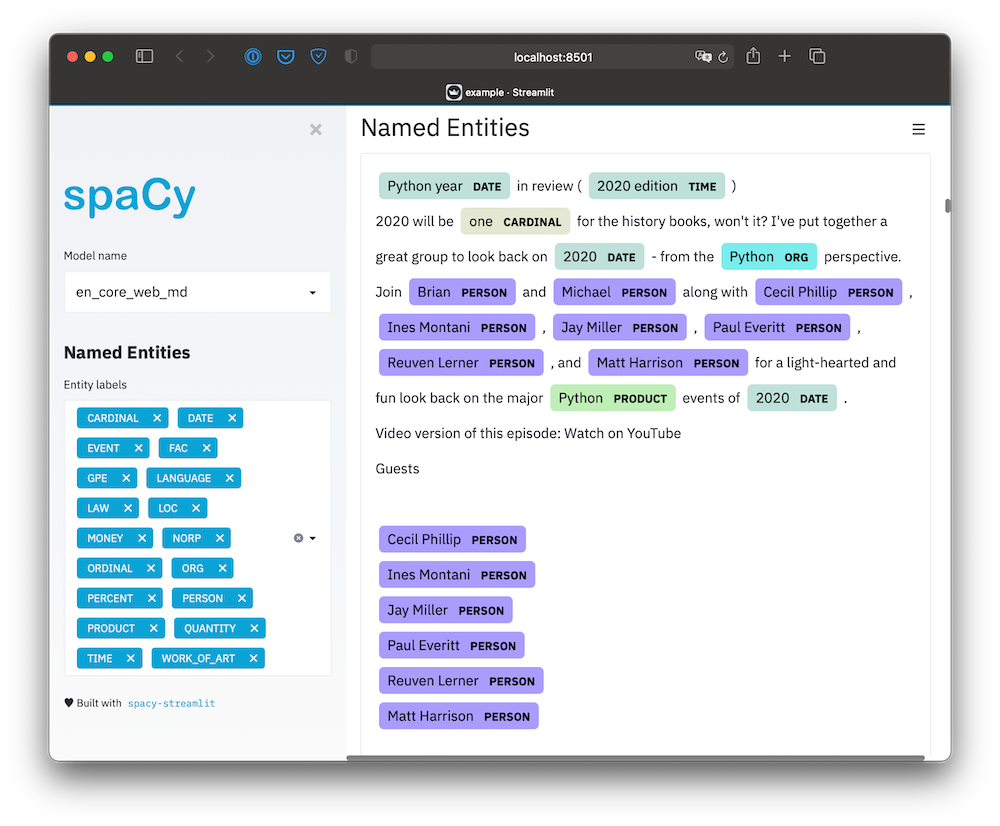 localhost:8501
example · Streamlit
spaCy
Model name
en_core_web_md
Named Entities
Entity labels
CARDINAL × DATE ×
EVENT × FAC ×
GPE × LANGUAGE ×
LAW × LOC ×
MONEY × NORP ×
ORDINAL × ORG ×
PERCENT × PERSON ×
PRODUCT × QUANTITY ×
TIME × WORK_OF_ART ×
♥ Built with spacy-streamlit
Named Entities
Python year DATE in review ( 2020 edition TIME )
2020 will be one CARDINAL for the history books, won't it? I've put together a
great group to look back on 2020 DATE - from the Python ORG perspective.
Join Brian PERSON and Michael PERSON along with Cecil Phillip PERSON ,
Ines Montani PERSON , Jay Miller PERSON , Paul Everitt PERSON ,
Reuven Lerner PERSON , and Matt Harrison PERSON for a light-hearted and
fun look back on the major Python PRODUCT events of 2020 DATE .
Video version of this episode: Watch on YouTube
Guests
Cecil Phillip PERSON
Ines Montani PERSON
Jay Miller PERSON
Paul Everitt PERSON
Reuven Lerner PERSON
Matt Harrison PERSON